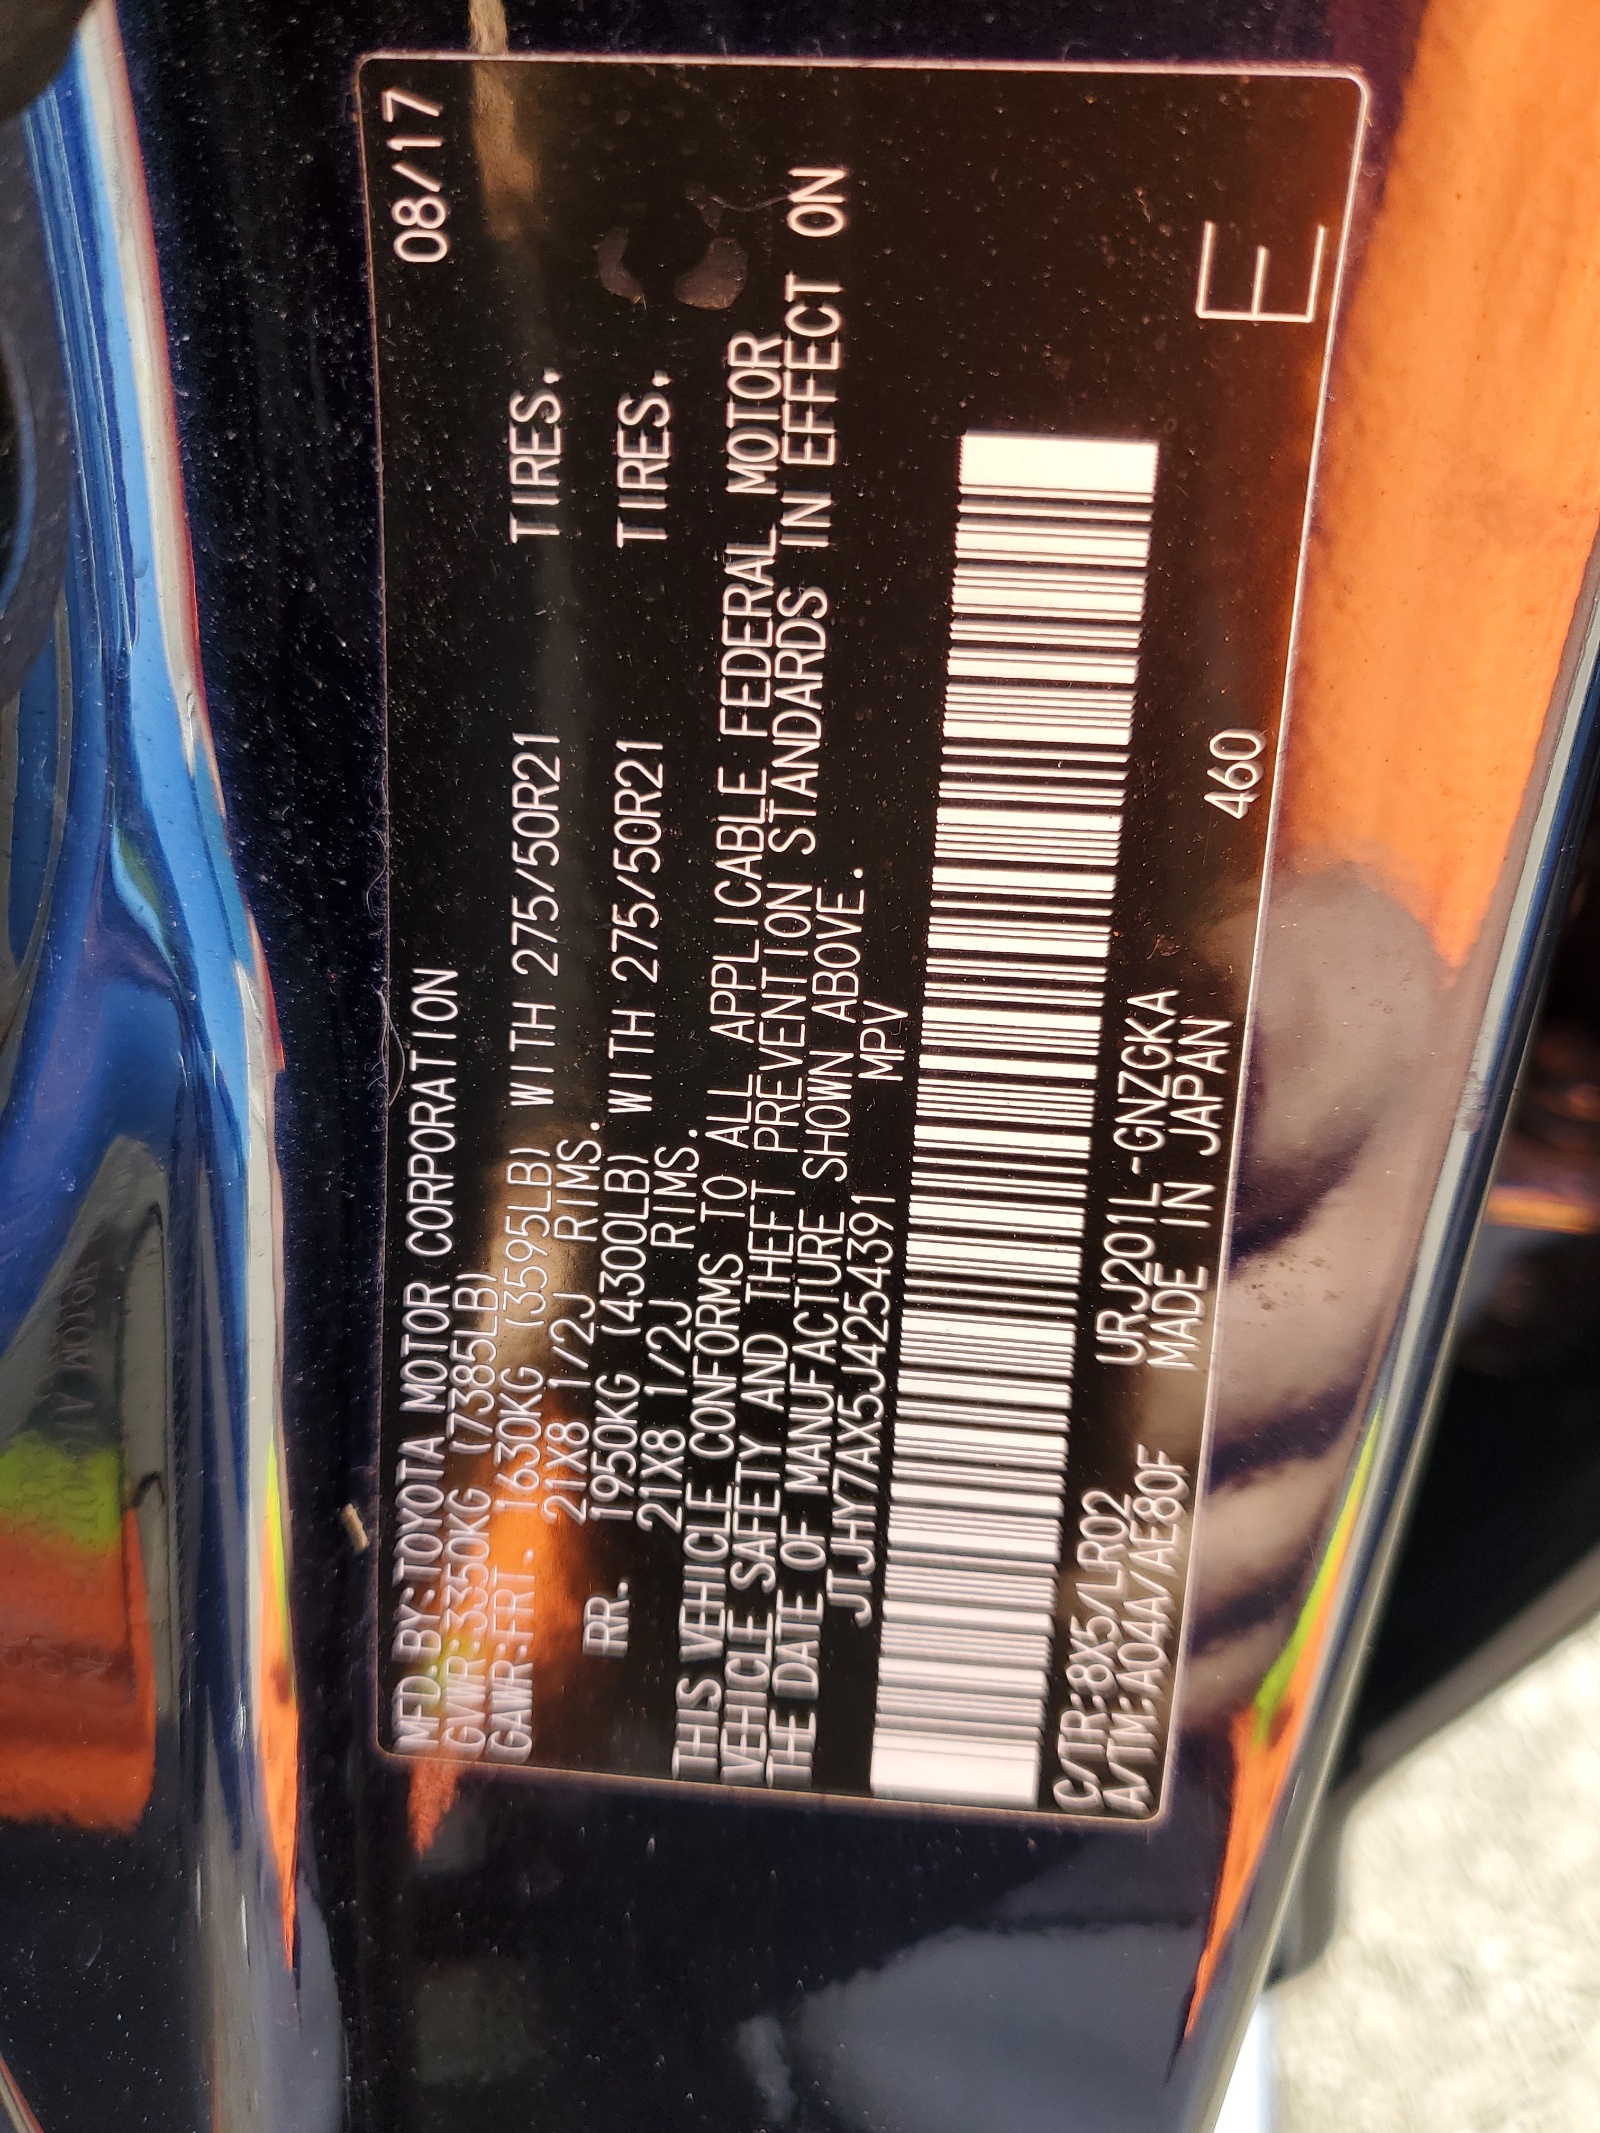 MFD.BY:TOYOTA MOTOR CORPORATION 08/17
GVWR:3350KG (7385LB)
GAWR:FRT. 1630KG (3595LB) WITH 275/50R21 TIRES,
21X8 1/2J RIMS.
RR. 1950KG (4300LB) WITH 275/50R21 TIRES,
21X8 1/2J RIMS.
THIS VEHICLE CONFORMS TO ALL APPLICABLE FEDERAL MOTOR
VEHICLE SAFETY AND THEFT PREVENTION STANDARDS IN EFFECT ON
THE DATE OF MANUFACTURE SHOWN ABOVE.
JTJHY7AX5J4254391 MPV
C/TR:8X5/LR02 URJ201L-GNZGKA
A/TM:A04A/AE80F MADE IN JAPAN 460 E